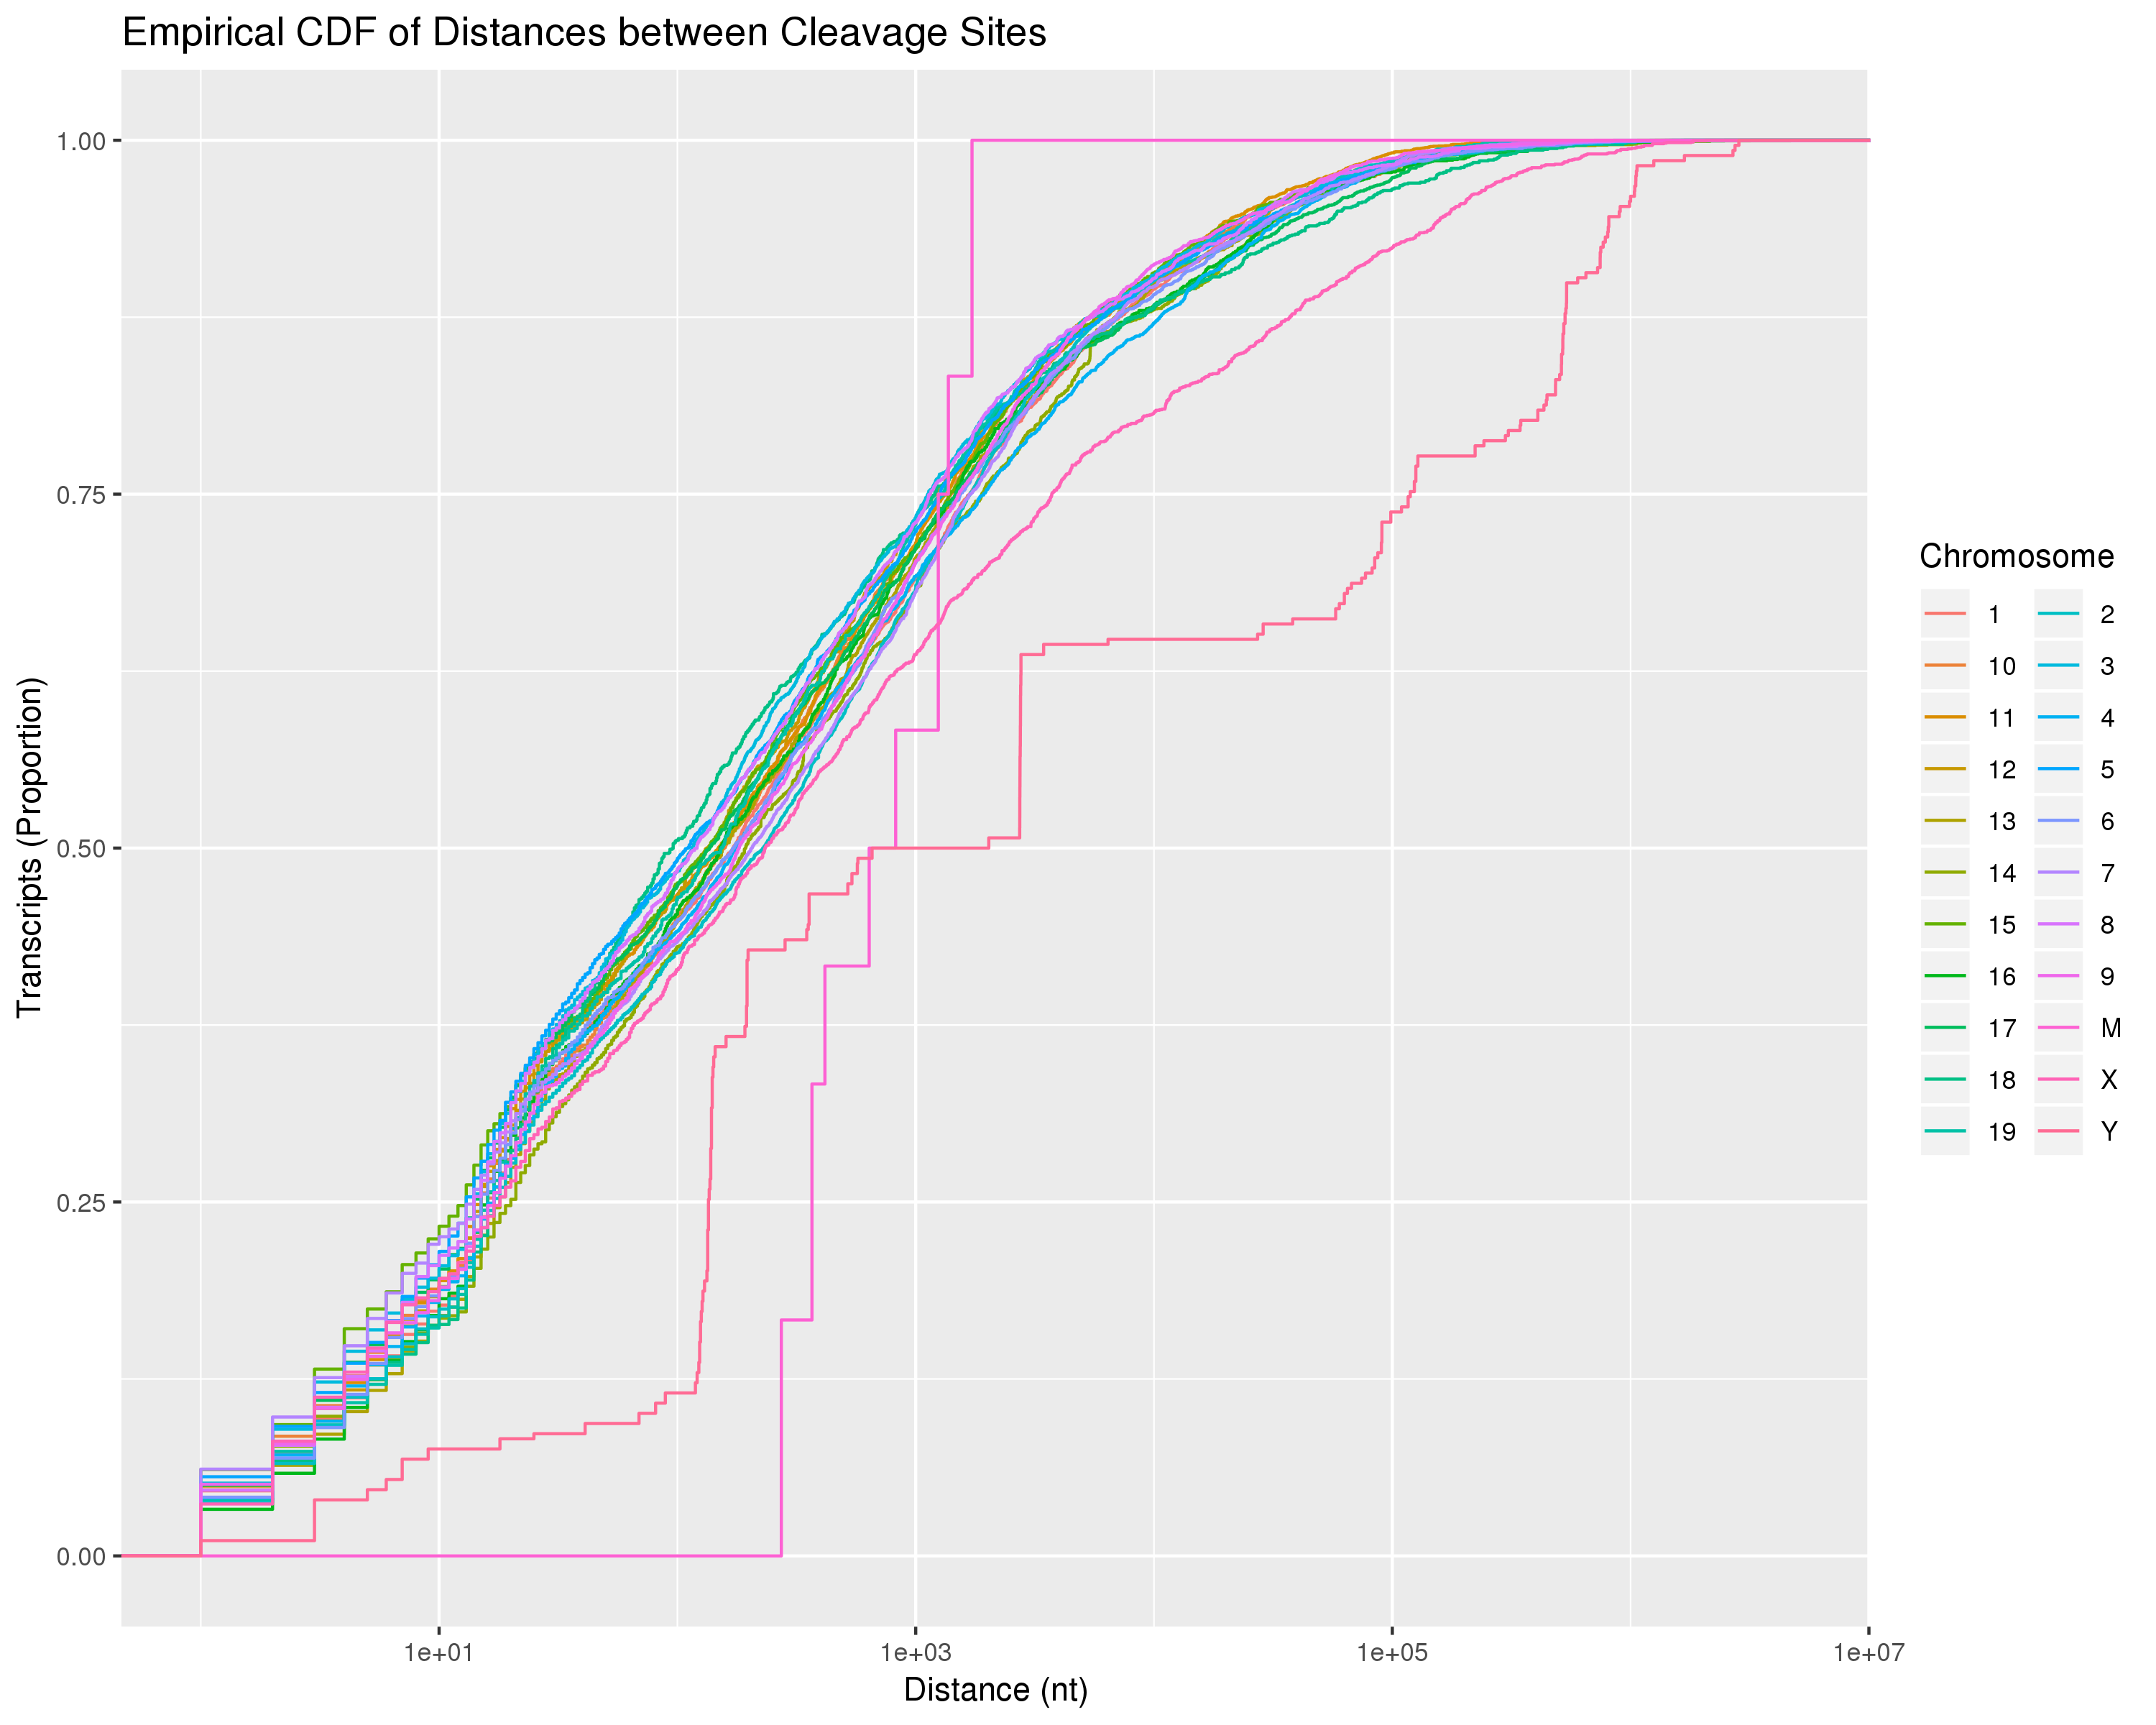 Empirical CDF of Distances between Cleavage Sites
Transcripts (Proportion)
1.00
0.75
0.50
0.25
0.00
1e+01
1e+03
1e+05
1e+07
Distance (nt)
Chromosome
1
10
11
12
13
14
15
16
17
18
19
2
3
4
5
6
7
8
9
M
X
Y